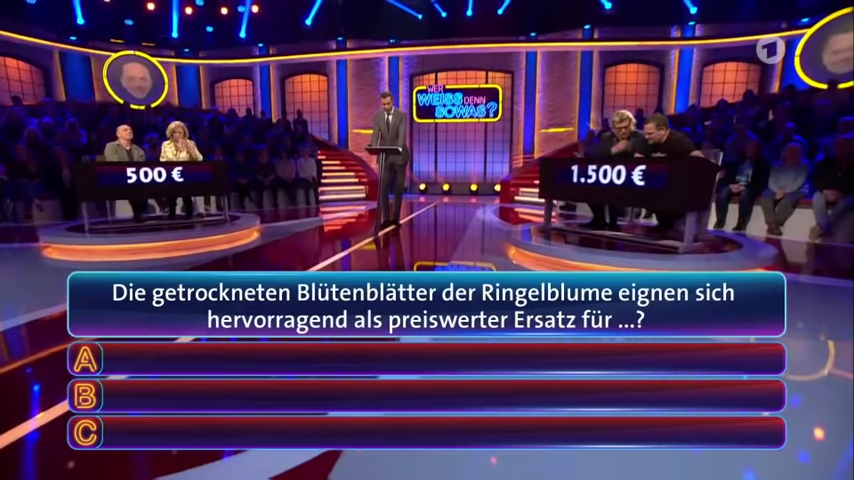 1
WER
WEISS DENN
SOWAS?
500 €
1.500 €
Die getrockneten Blütenblätter der Ringelblume eignen sich
hervorragend als preiswerter Ersatz für ...?
A
B
C